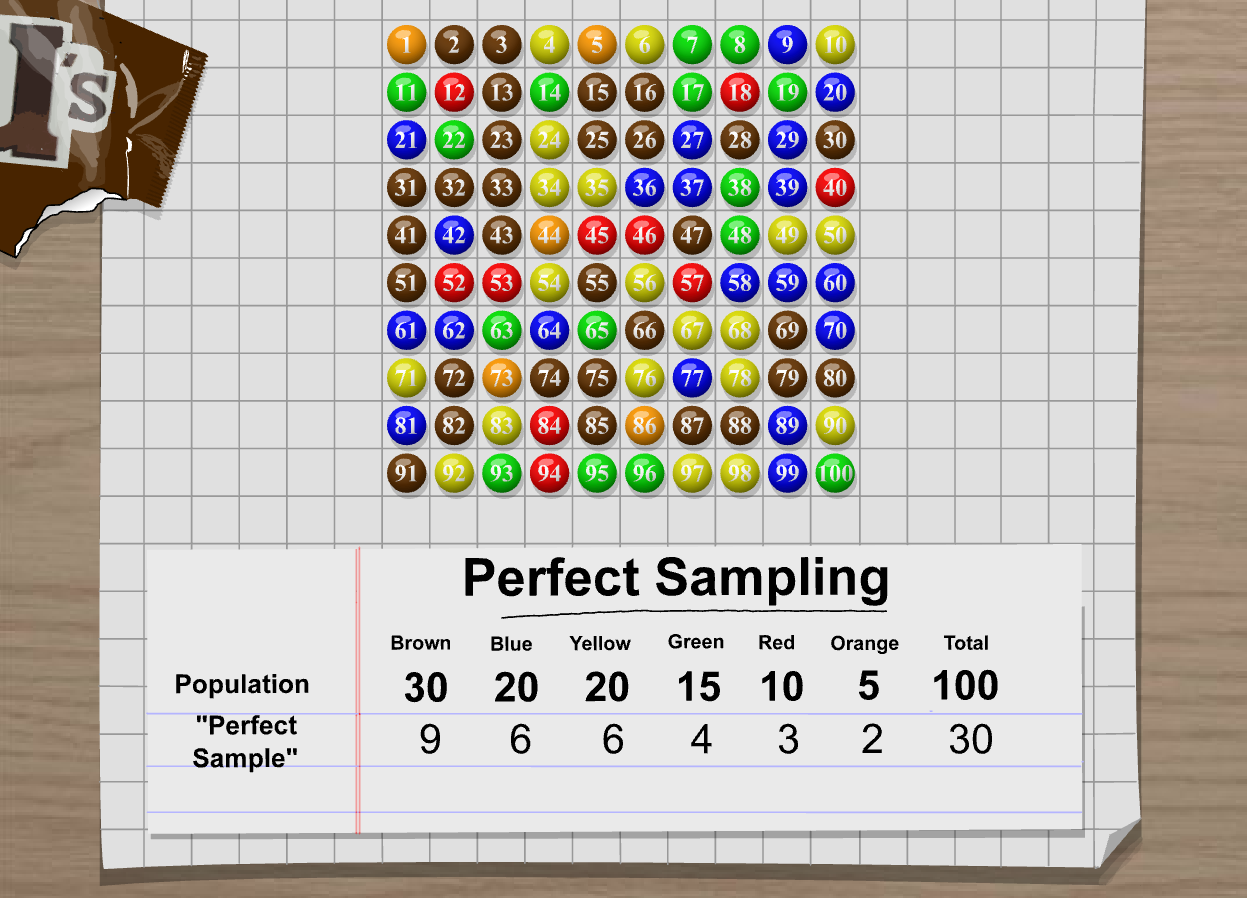 's
1 2 3 4 5 6 7 8 9 10
11 12 13 14 15 16 17 18 19 20
21 22 23 24 25 26 27 28 29 30
31 32 33 34 35 36 37 38 39 40
41 42 43 44 45 46 47 48 49 50
51 52 53 54 55 56 57 58 59 60
61 62 63 64 65 66 67 68 69 70
71 72 73 74 75 76 77 78 79 80
81 82 83 84 85 86 87 88 89 90
91 92 93 94 95 96 97 98 99 100
Perfect Sampling
Brown Blue Yellow Green Red Orange Total
Population 30 20 20 15 10 5 100
"Perfect
Sample" 9 6 6 4 3 2 30